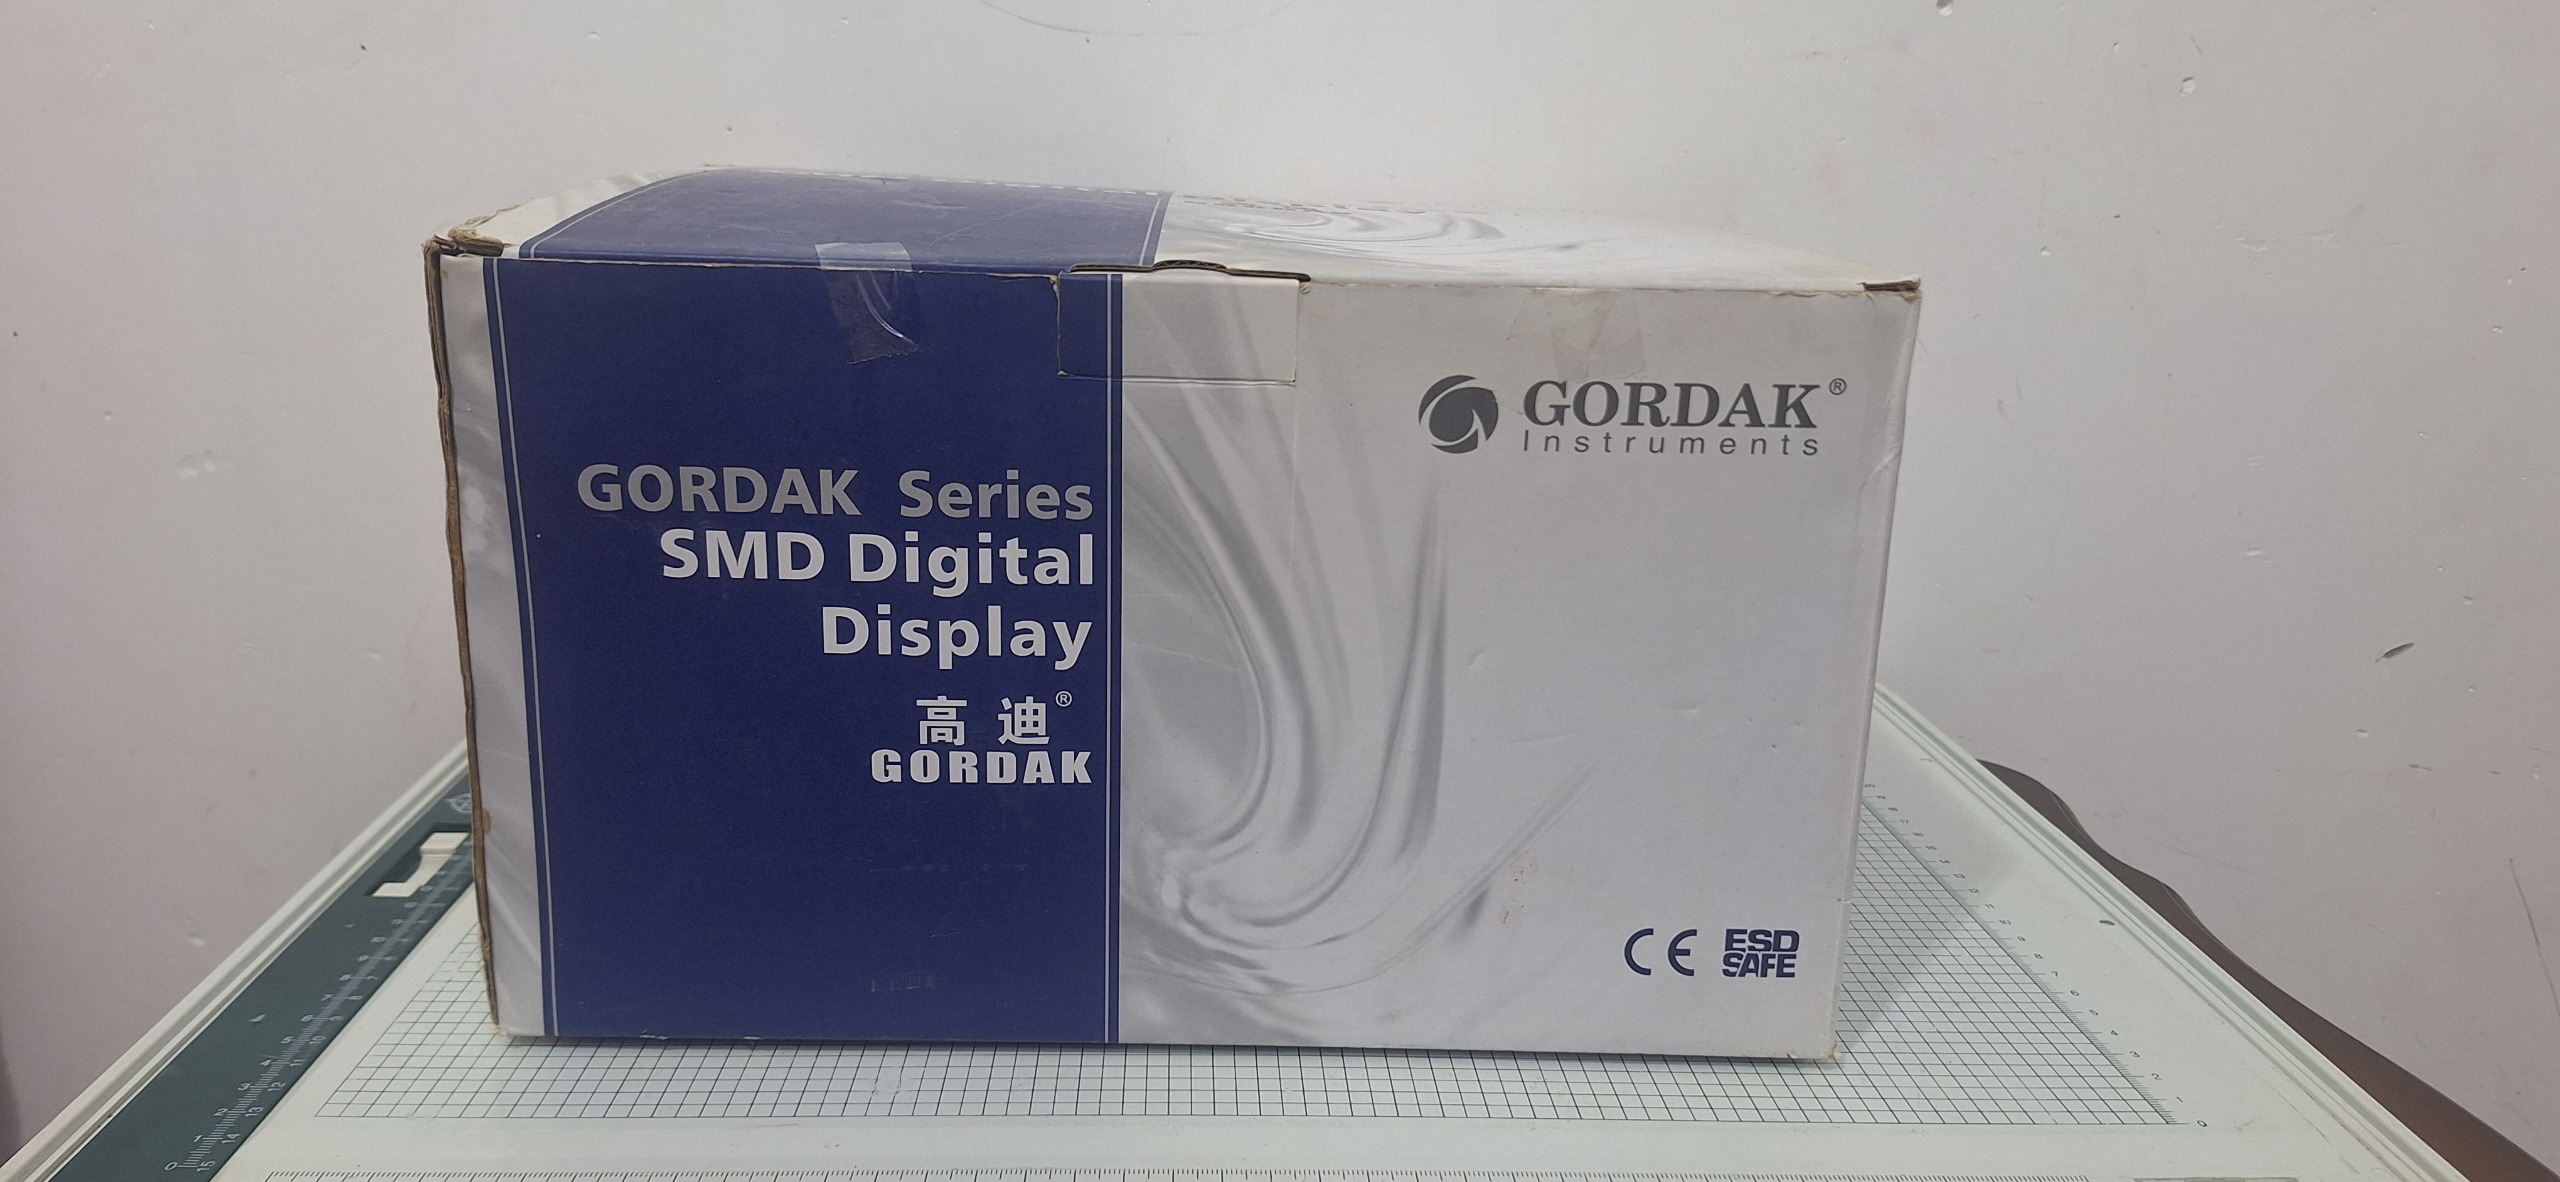 GORDAK Series
SMD Digital
Display
高迪®
GORDAK
GORDAK®
Instruments
CE ESD
SAFE